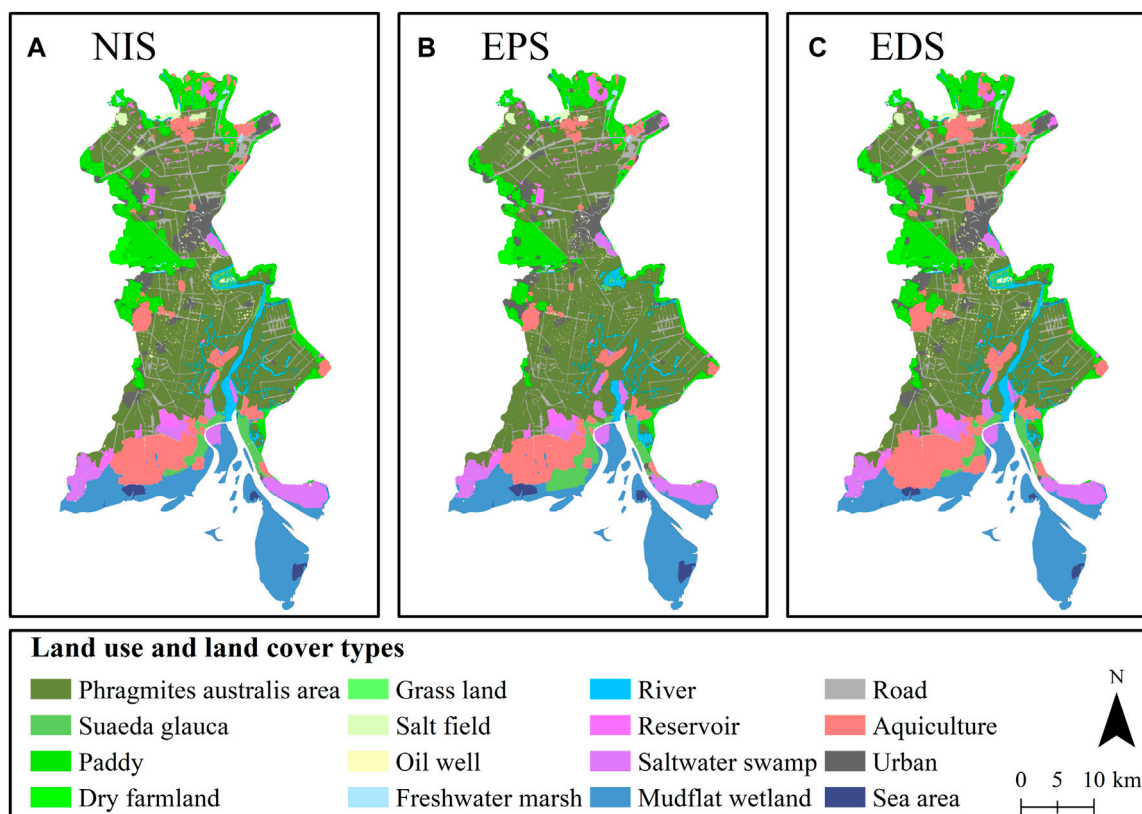 A NIS
B EPS
C EDS
Land use and land cover types
Phragmites australis area
Grass land
River
Road
Suaeda glauca
Salt field
Reservoir
Aquiculture
Paddy
Oil well
Saltwater swamp
Urban
Dry farmland
Freshwater marsh
Mudflat wetland
Sea area
N
0 5 10 km